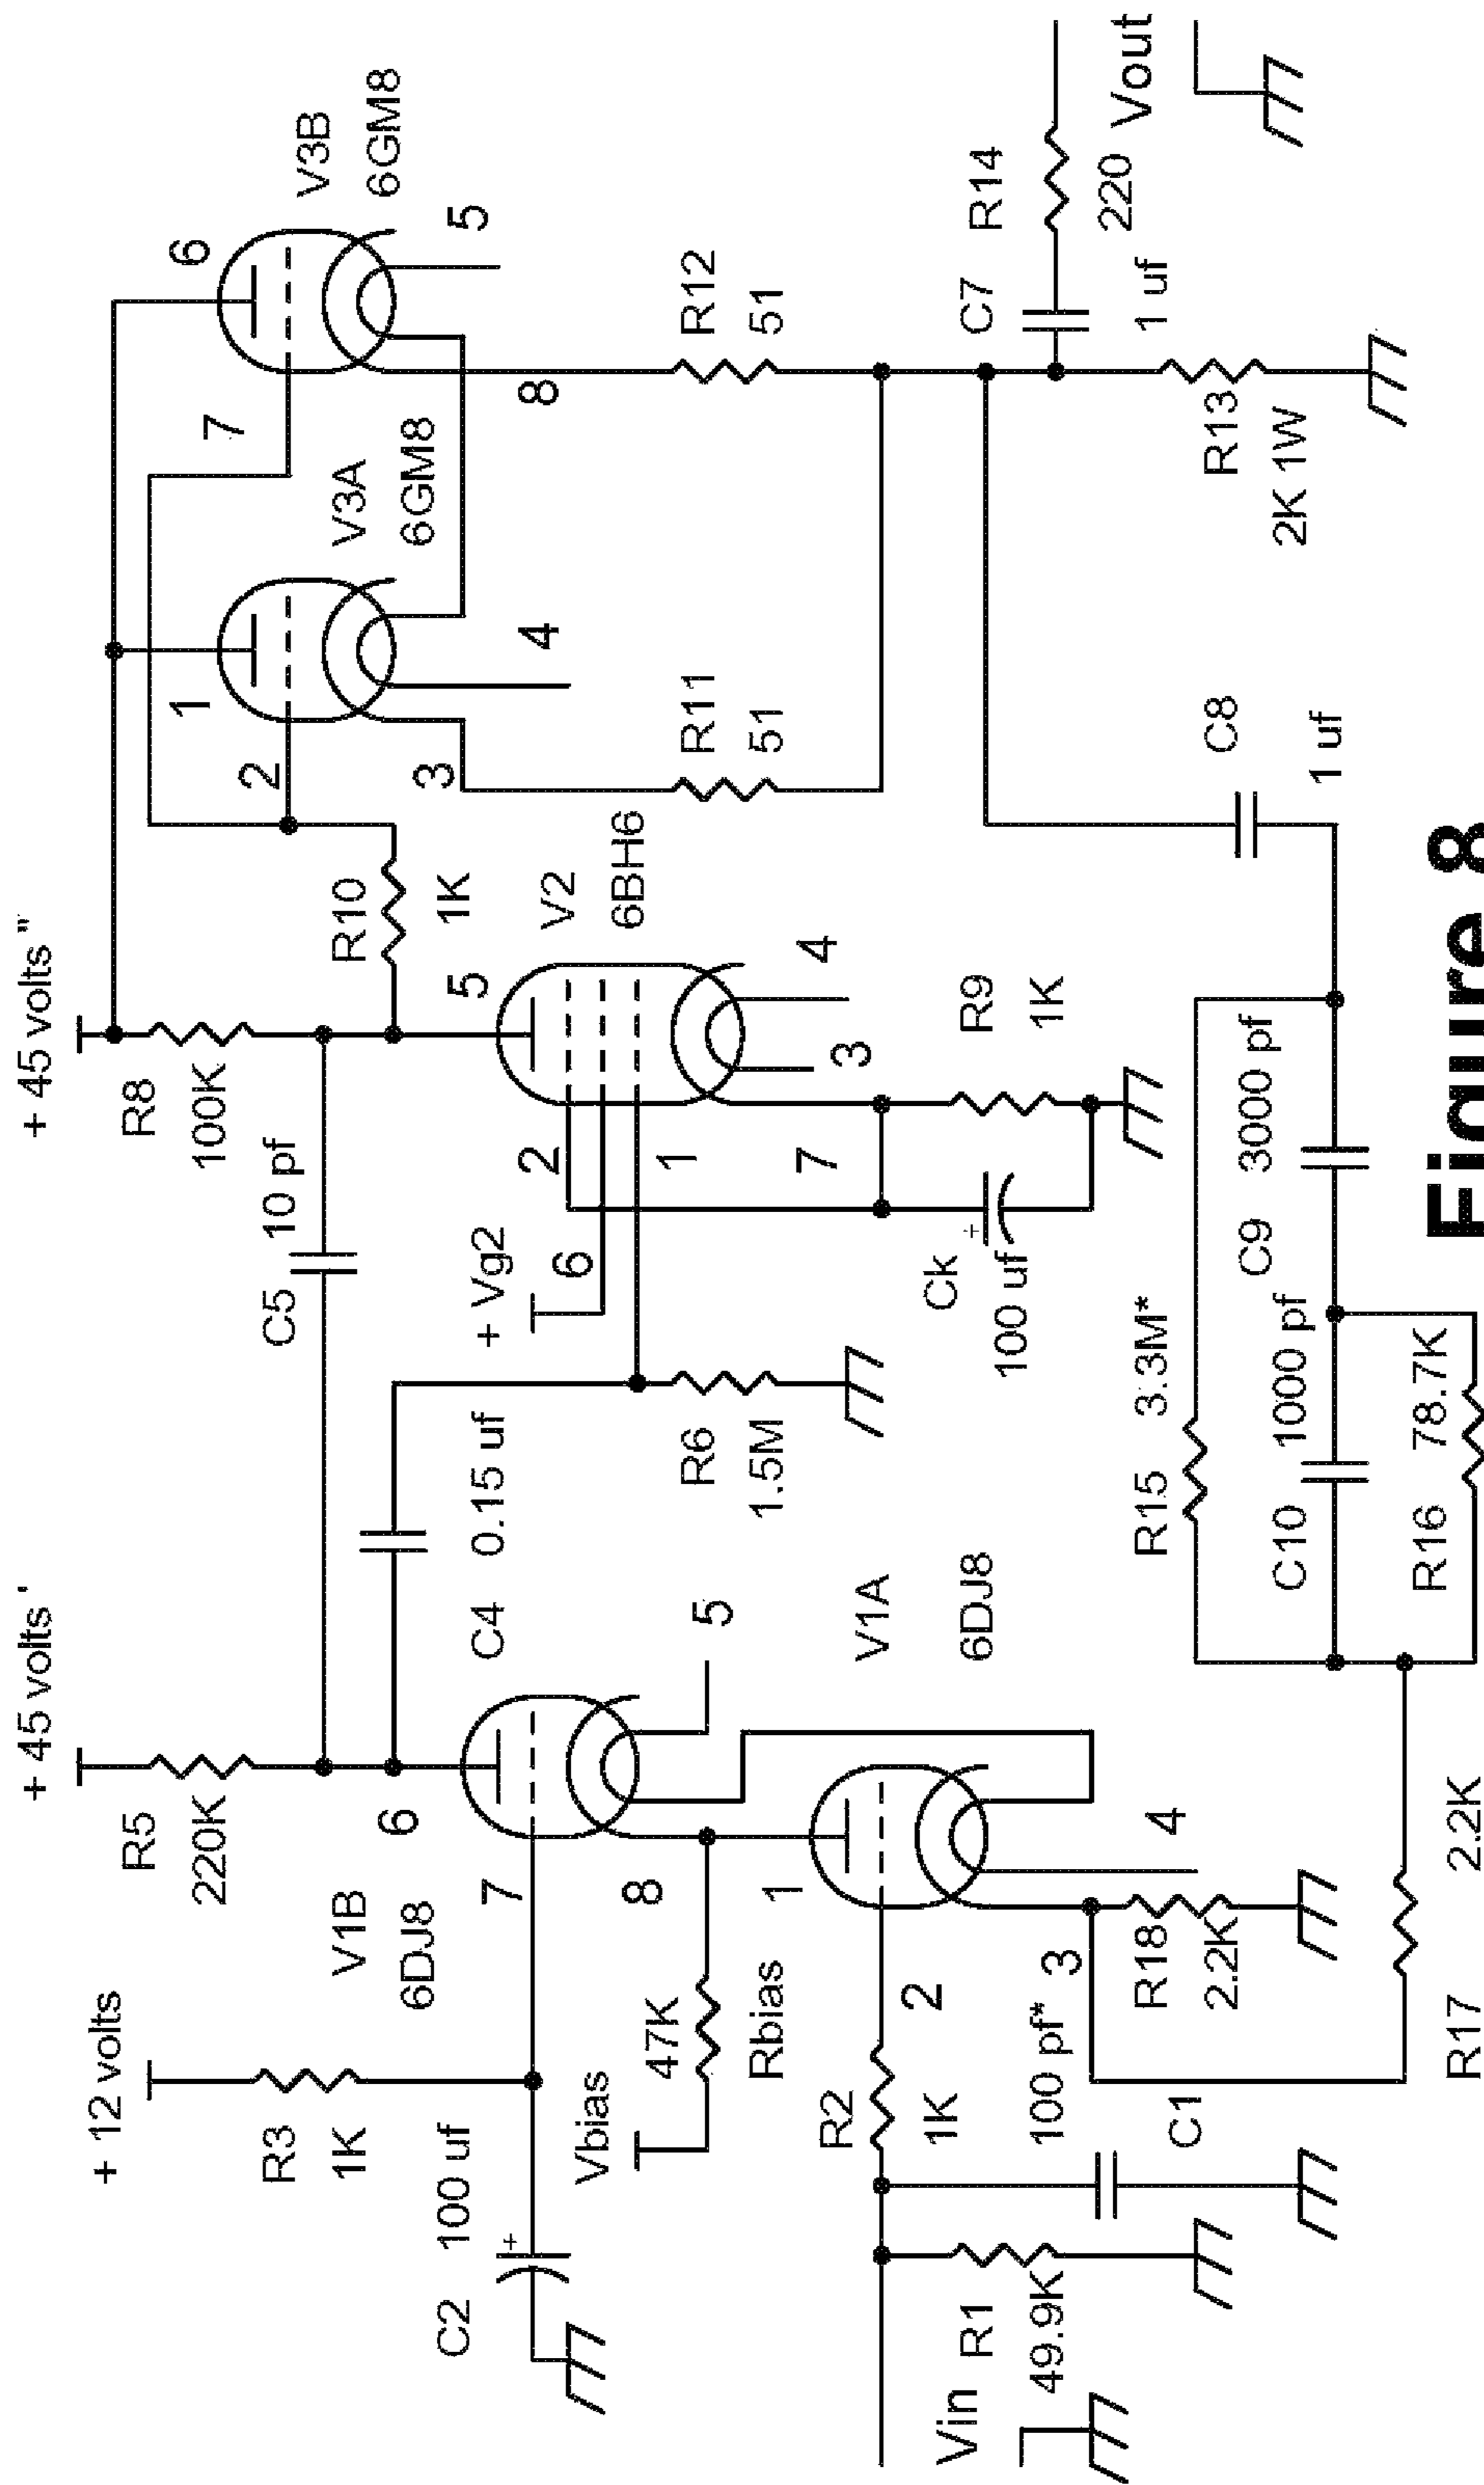 + 12 volts
+ 45 volts '
+ 45 volts "
R3
1K
R5
220K
R8
100K
C5
10 pf
V1B
6DJ8
6
7
8
5
C2
100 uf
+
C4
0.15 uf
+ Vg2
6
2
1
7
5
V2
6BH6
4
3
R10
1K
1
2
3
4
V3A
6GM8
6
7
8
5
V3B
6GM8
Vbias
47K
Rbias
R6
1.5M
Ck
100 uf
+
R9
1K
R11
51
R12
51
R2
1K
1
2
3
4
V1A
6DJ8
Vin
R1
49.9K
100 pf*
C1
R18
2.2K
R17
2.2K
R15
3.3M*
C10
1000 pf
C9
3000 pf
R16
78.7K
C8
1 uf
C7
1 uf
R14
220
Vout
R13
2K 1W
Figure 8